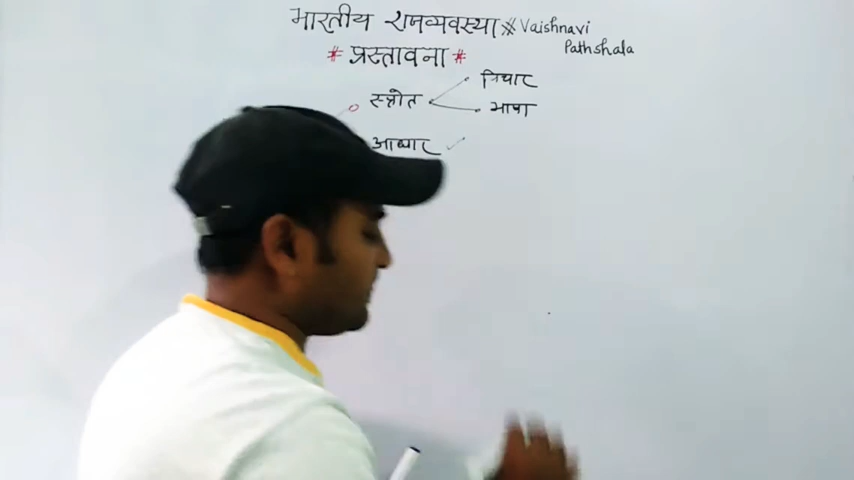 भारतीय राजव्यवस्था Vaishnavi
Pathshala
* प्रस्तावना *
स्त्रोत विचार
भाषा
आधार ✓